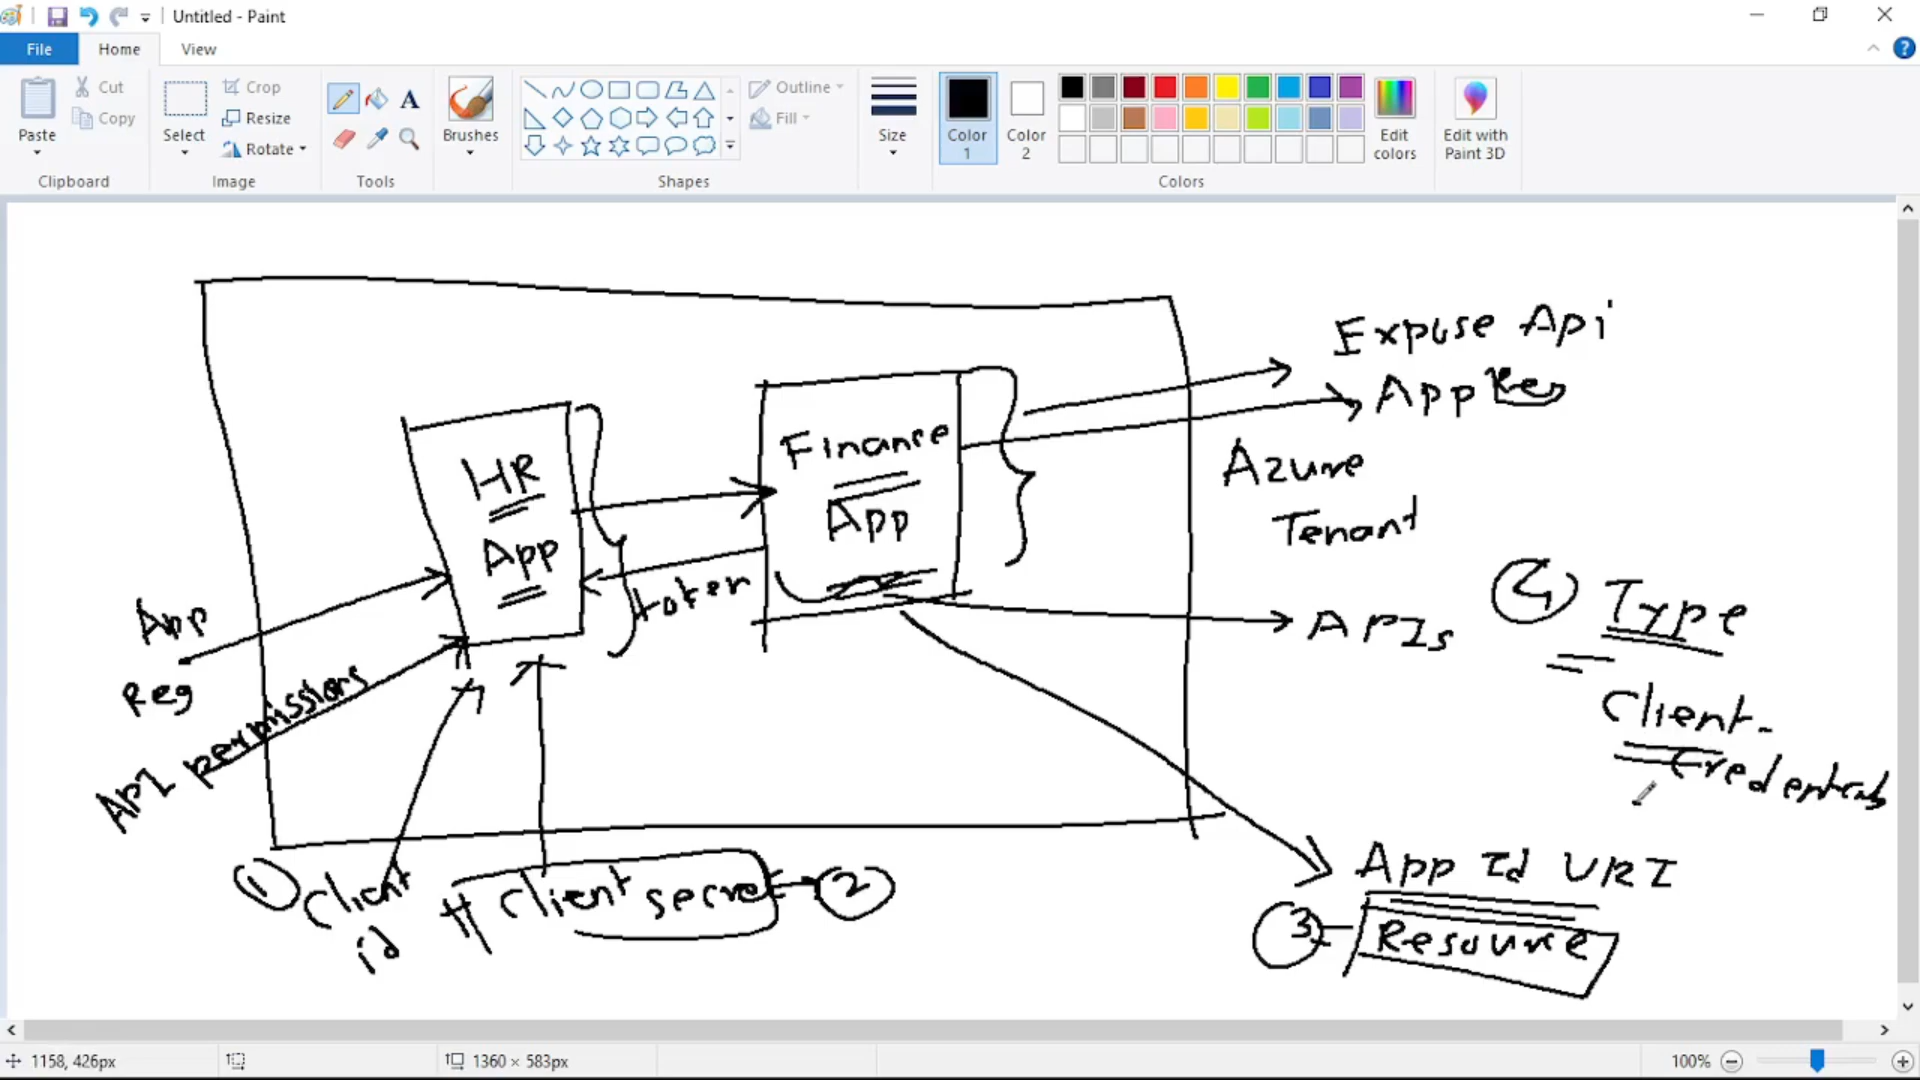 Untitled - Paint
File Home View
Cut
Copy
Paste
Clipboard
Crop
Resize
Rotate
Select
Image
Tools
Brushes
Shapes
Outline
Fill
Size
Color 1
Color 2
Edit colors
Edit with Paint 3D
Colors
Expose Api
App Reg
Azure
Tenant
HR
App
Finance
App
token
App
Reg
API permissions
APIs
4 Type
Client-
Credentials
1 Client
id
Client secret 2
App Id URI
3 Resource
1158, 426px
1360 × 583px
100%